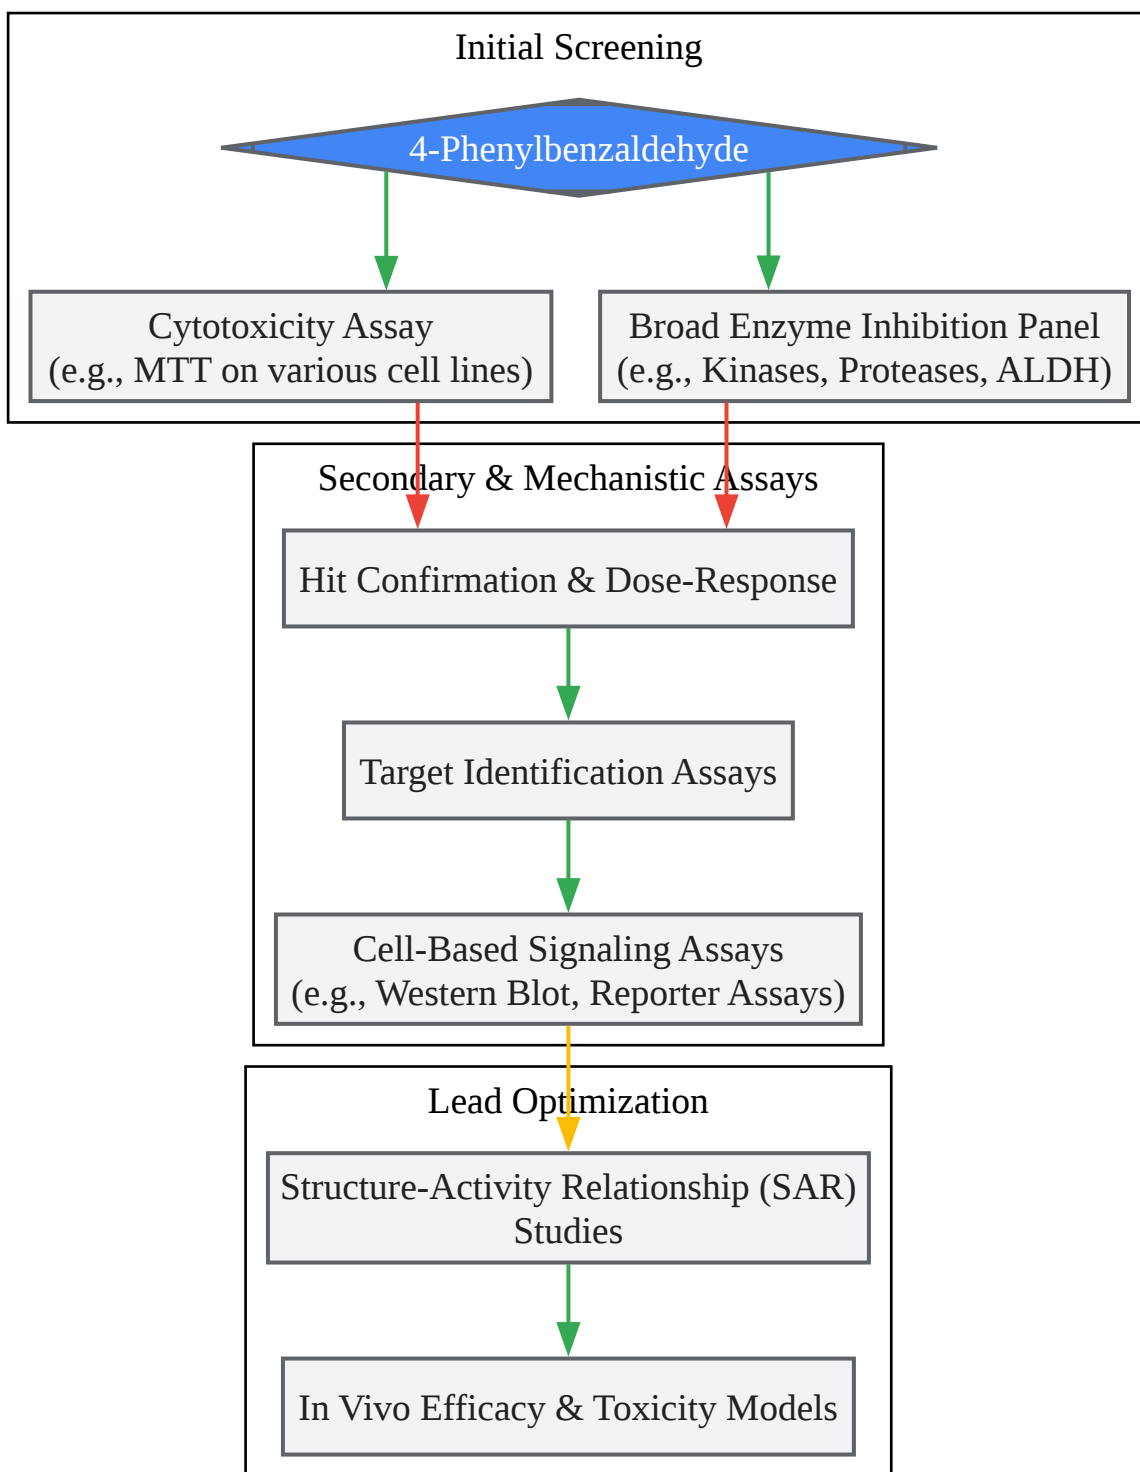 Initial Screening
4-Phenylbenzaldehyde
Cytotoxicity Assay
(e.g., MTT on various cell lines)
Broad Enzyme Inhibition Panel
(e.g., Kinases, Proteases, ALDH)
Secondary & Mechanistic Assays
Hit Confirmation & Dose-Response
Target Identification Assays
Cell-Based Signaling Assays
(e.g., Western Blot, Reporter Assays)
Lead Optimization
Structure-Activity Relationship (SAR)
Studies
In Vivo Efficacy & Toxicity Models